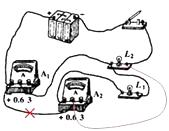 + −
L₂
A A₁
L₁
A A₂
+ 0.6 3
+ 0.6 3